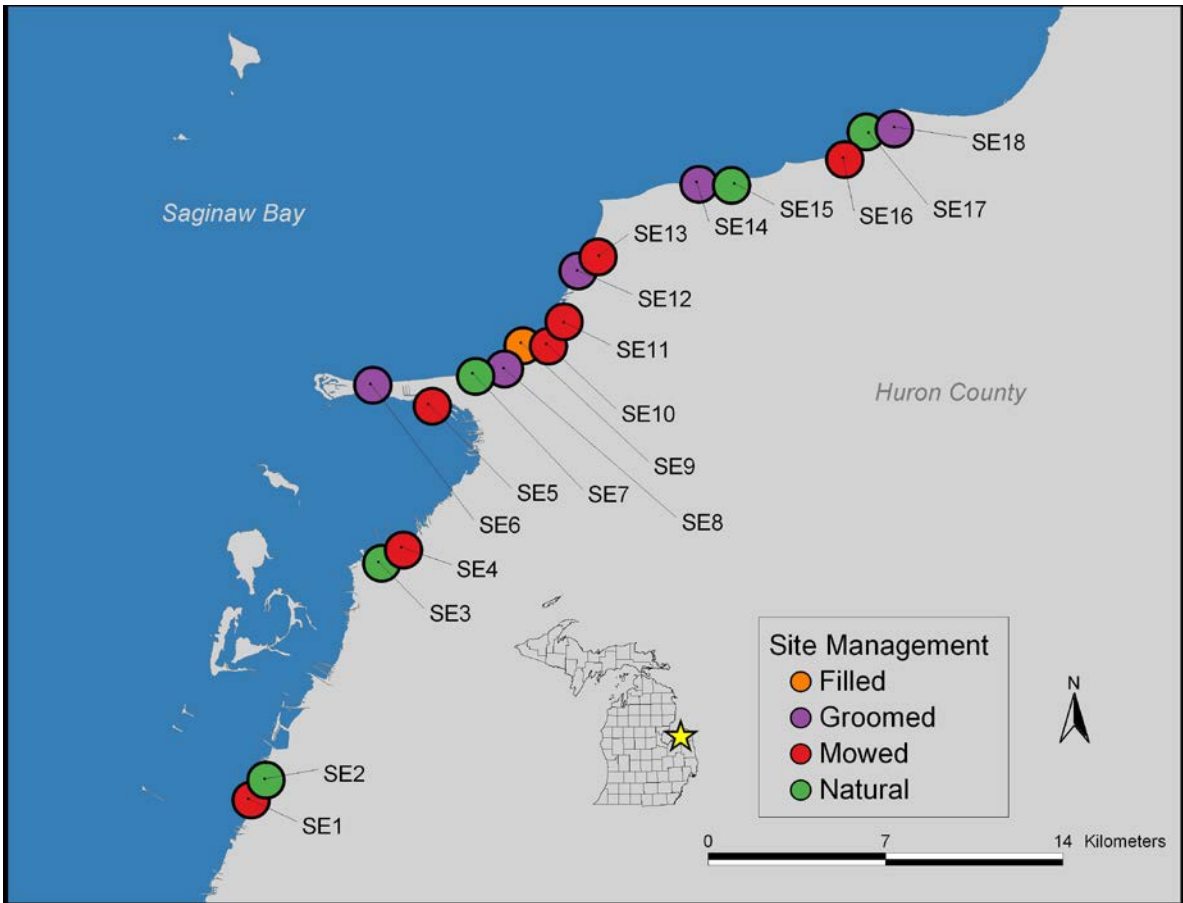 SE18
Saginaw Bay
SE17
SE15
SE16
SE14
SE13
SE12
SE11
Huron County
SE10
SE9
SE7
SE5
SE8
SE6
SE4
SE3
Site Management
Filled
Groomed
Mowed
Natural
N
SE2
SE1
0 7 14 Kilometers